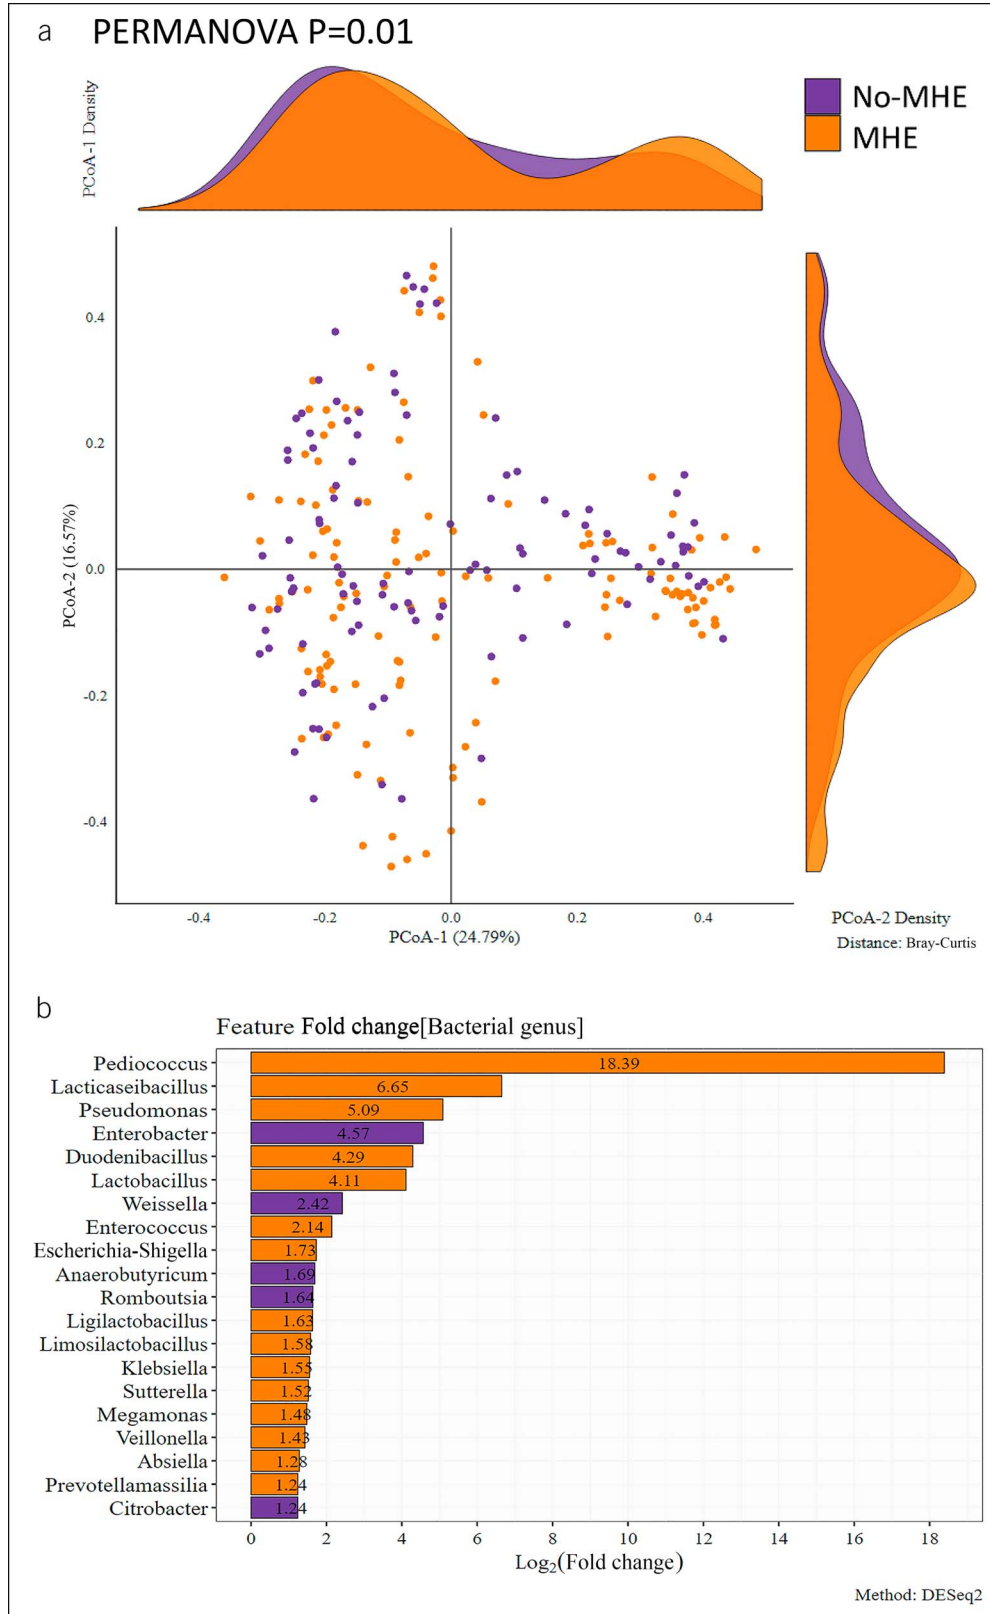 a PERMANOVA P=0.01
PCoA-1 Density
No-MHE
MHE
0.4
0.2
0.0
-0.2
-0.4
PCoA-2 (16.57%)
-0.4 -0.2 0.0 0.2 0.4
PCoA-1 (24.79%)
PCoA-2 Density
Distance: Bray-Curtis
b
Feature Fold change[Bacterial genus]
Pediococcus 18.39
Lacticaseibacillus 6.65
Pseudomonas 5.09
Enterobacter 4.57
Duodenibacillus 4.29
Lactobacillus 4.11
Weissella 2.42
Enterococcus 2.14
Escherichia-Shigella 1.73
Anaerobutyricum 1.69
Romboutsia 1.64
Ligilactobacillus 1.63
Limosilactobacillus 1.58
Klebsiella 1.55
Sutterella 1.52
Megamonas 1.48
Veillonella 1.43
Absiella 1.28
Prevotellamassilia 1.24
Citrobacter 1.24
0 2 4 6 8 10 12 14 16 18
Log2(Fold change)
Method: DESeq2